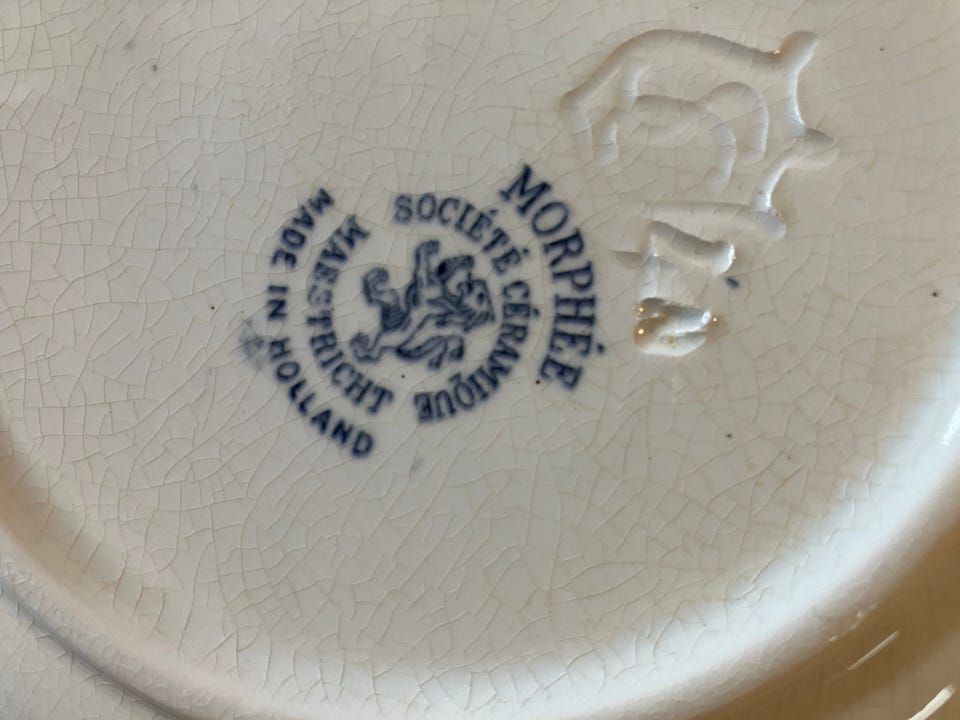 MORPHÉE
SOCIÉTÉ CÉRAMIQUE
MAESTRICHT
MADE IN HOLLAND